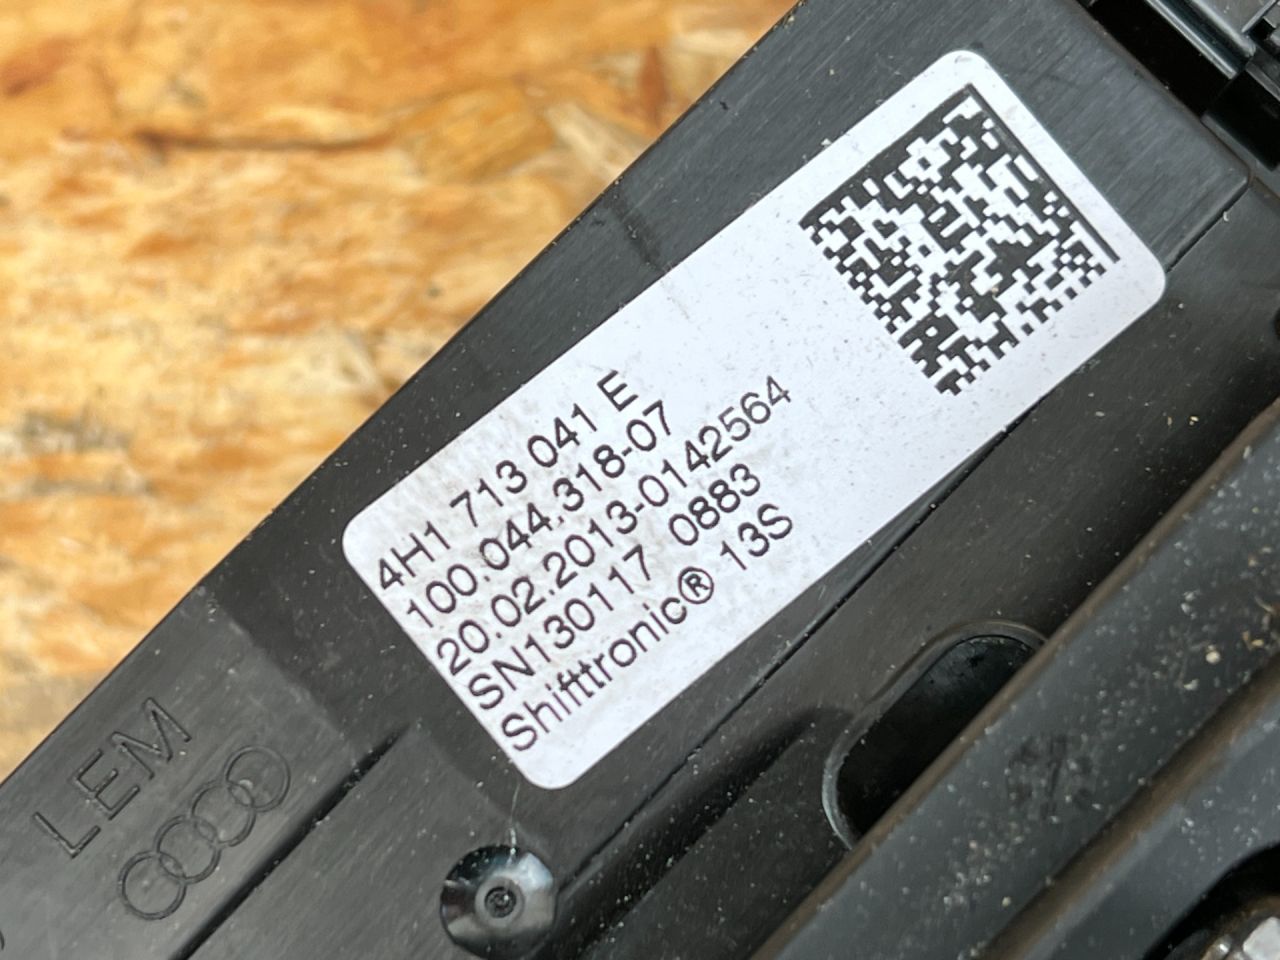 4H1 713 041 E
100.044.318-07
20.02.2013-0142564
SN130117 0883
Shifttronic® 13S
LEM